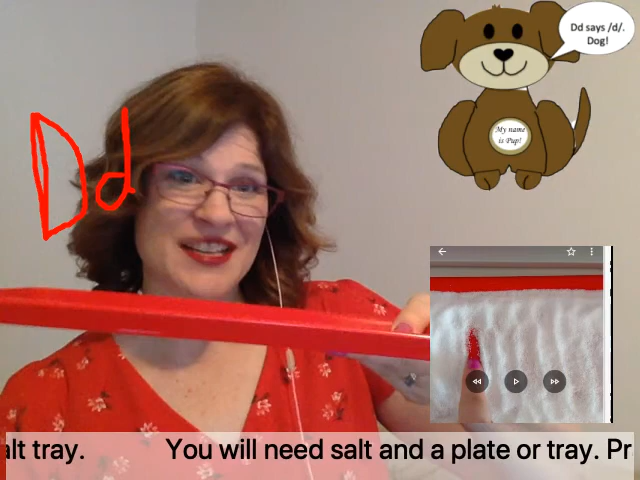 Dd says /d/.
Dog!
Dd
My name
is Pup!
alt tray. You will need salt and a plate or tray. Pr